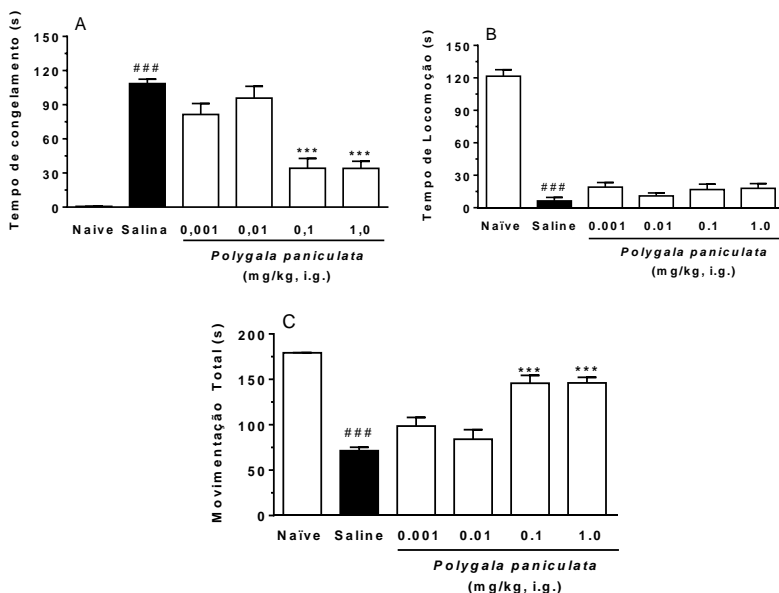 A
Tempo de congelamento (s)
150
120
90
60
30
0
###
***
***
Naive Salina 0,001 0,01 0,1 1,0
Polygala paniculata
(mg/kg, i.g.)
B
Tempo de Locomoção (s)
150
120
90
60
30
0
###
Naïve Saline 0.001 0.01 0.1 1.0
Polygala paniculata
(mg/kg, i.g.)
C
Movimentação Total (s)
200
150
100
50
0
###
***
***
Naïve Saline 0.001 0.01 0.1 1.0
Polygala paniculata
(mg/kg, i.g.)